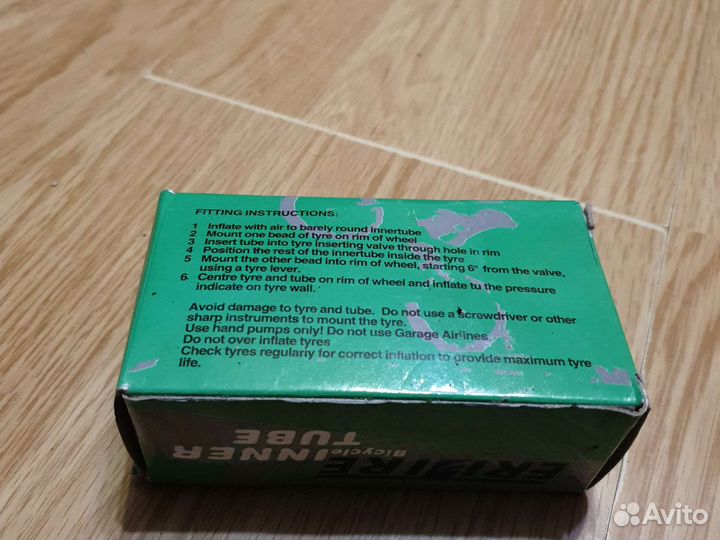 FITTING INSTRUCTIONS:
1 Inflate with air to barely round innertube
2 Mount one bead of tyre on rim of wheel
3 Insert tube into tyre inserting valve through hole in rim
4 Position the rest of the innertube inside the tyre
5 Mount the other bead into rim of wheel, starting 6" from the valve,
using a tyre lever.
6 Centre tyre and tube on rim of wheel and inflate to the pressure
indicate on tyre wall.
Avoid damage to tyre and tube. Do not use a screwdriver or other
sharp instruments to mount the tyre.
Use hand pumps only! Do not use Garage Airlines
Do not over inflate tyres
Check tyres regularly for correct inflation to provide maximum tyre
life.
Bicycle INNER
TUBE
Avito